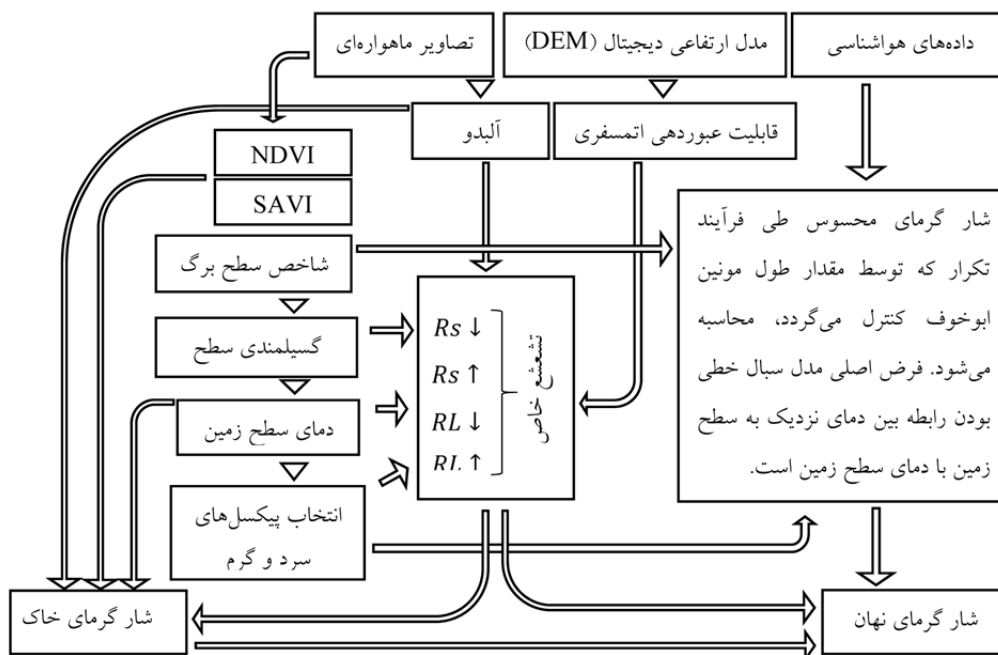 داده‌های هواشناسی
مدل ارتفاعی دیجیتال (DEM)
تصاویر ماهواره‌ای
قابلیت عبوردهی اتمسفری
آلبدو
NDVI
SAVI
شار گرمای محسوس طی فرآیند
تکرار که توسط مقدار طول مونین
ابوخوف کنترل می‌گردد، محاسبه
می‌شود. فرض اصلی مدل سبال خطی
بودن رابطه بین دمای نزدیک به سطح
زمین با دمای سطح زمین است.
شاخص سطح برگ
گسیلمندی سطح
دمای سطح زمین
انتخاب پیکسل‌های
سرد و گرم
Rs ↓
Rs ↑
RL ↓
RL ↑
تشعشع خاص
شار گرمای نهان
شار گرمای خاک